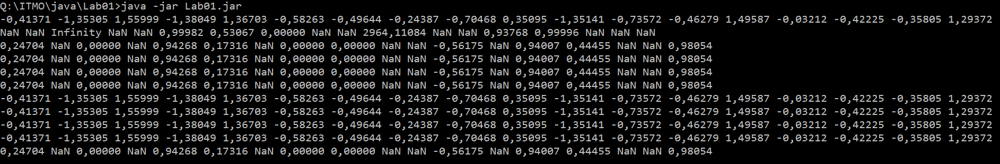 Q:\ITMO\java\Lab01>java -jar Lab01.jar
-0,41371 -1,35305 1,55999 -1,38049 1,36703 -0,58263 -0,49644 -0,24387 -0,70468 0,35095 -1,35141 -0,73572 -0,46279 1,49587 -0,03212 -0,42225 -0,35805 1,29372
NaN NaN Infinity NaN NaN 0,99982 0,53067 0,00000 NaN NaN 2964,11084 NaN NaN 0,93768 0,99996 NaN NaN NaN
0,24704 NaN 0,00000 NaN 0,94268 0,17316 NaN 0,00000 0,00000 NaN NaN -0,56175 NaN 0,94007 0,44455 NaN NaN 0,98054
0,24704 NaN 0,00000 NaN 0,94268 0,17316 NaN 0,00000 0,00000 NaN NaN -0,56175 NaN 0,94007 0,44455 NaN NaN 0,98054
0,24704 NaN 0,00000 NaN 0,94268 0,17316 NaN 0,00000 0,00000 NaN NaN -0,56175 NaN 0,94007 0,44455 NaN NaN 0,98054
0,24704 NaN 0,00000 NaN 0,94268 0,17316 NaN 0,00000 0,00000 NaN NaN -0,56175 NaN 0,94007 0,44455 NaN NaN 0,98054
-0,41371 -1,35305 1,55999 -1,38049 1,36703 -0,58263 -0,49644 -0,24387 -0,70468 0,35095 -1,35141 -0,73572 -0,46279 1,49587 -0,03212 -0,42225 -0,35805 1,29372
-0,41371 -1,35305 1,55999 -1,38049 1,36703 -0,58263 -0,49644 -0,24387 -0,70468 0,35095 -1,35141 -0,73572 -0,46279 1,49587 -0,03212 -0,42225 -0,35805 1,29372
-0,41371 -1,35305 1,55999 -1,38049 1,36703 -0,58263 -0,49644 -0,24387 -0,70468 0,35095 -1,35141 -0,73572 -0,46279 1,49587 -0,03212 -0,42225 -0,35805 1,29372
-0,41371 -1,35305 1,55999 -1,38049 1,36703 -0,58263 -0,49644 -0,24387 -0,70468 0,35095 -1,35141 -0,73572 -0,46279 1,49587 -0,03212 -0,42225 -0,35805 1,29372
0,24704 NaN 0,00000 NaN 0,94268 0,17316 NaN 0,00000 0,00000 NaN NaN -0,56175 NaN 0,94007 0,44455 NaN NaN 0,98054